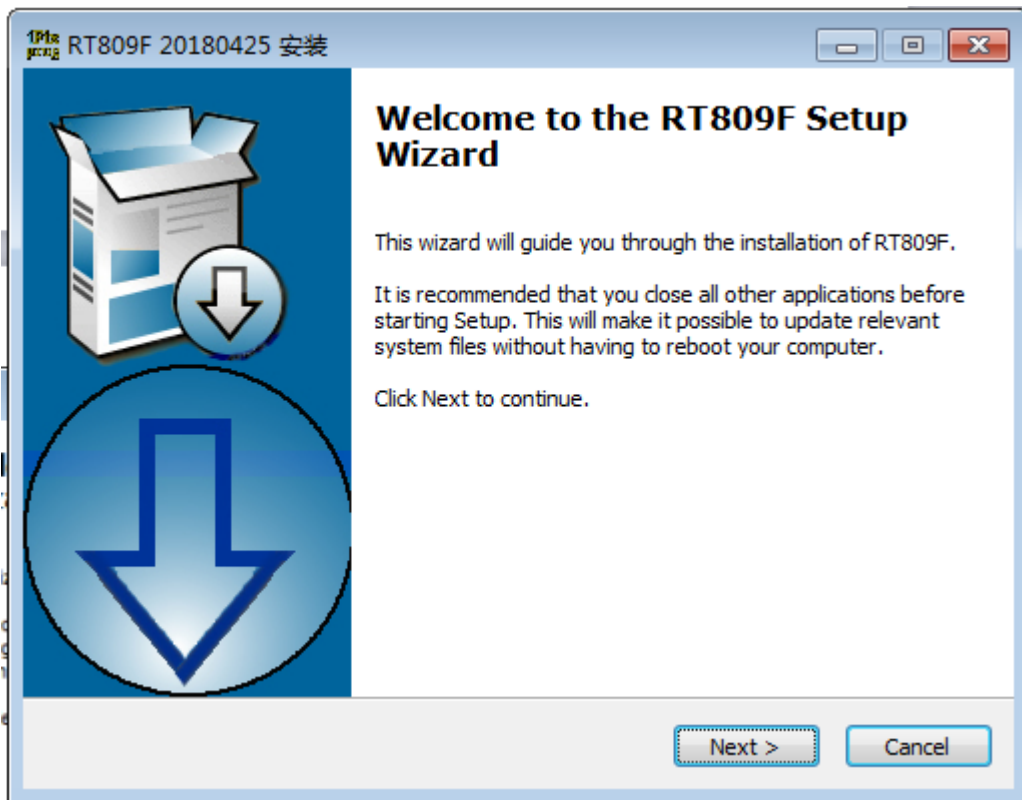 RT809F 20180425 安装
Welcome to the RT809F Setup
Wizard
This wizard will guide you through the installation of RT809F.
It is recommended that you close all other applications before
starting Setup. This will make it possible to update relevant
system files without having to reboot your computer.
Click Next to continue.
Next >
Cancel